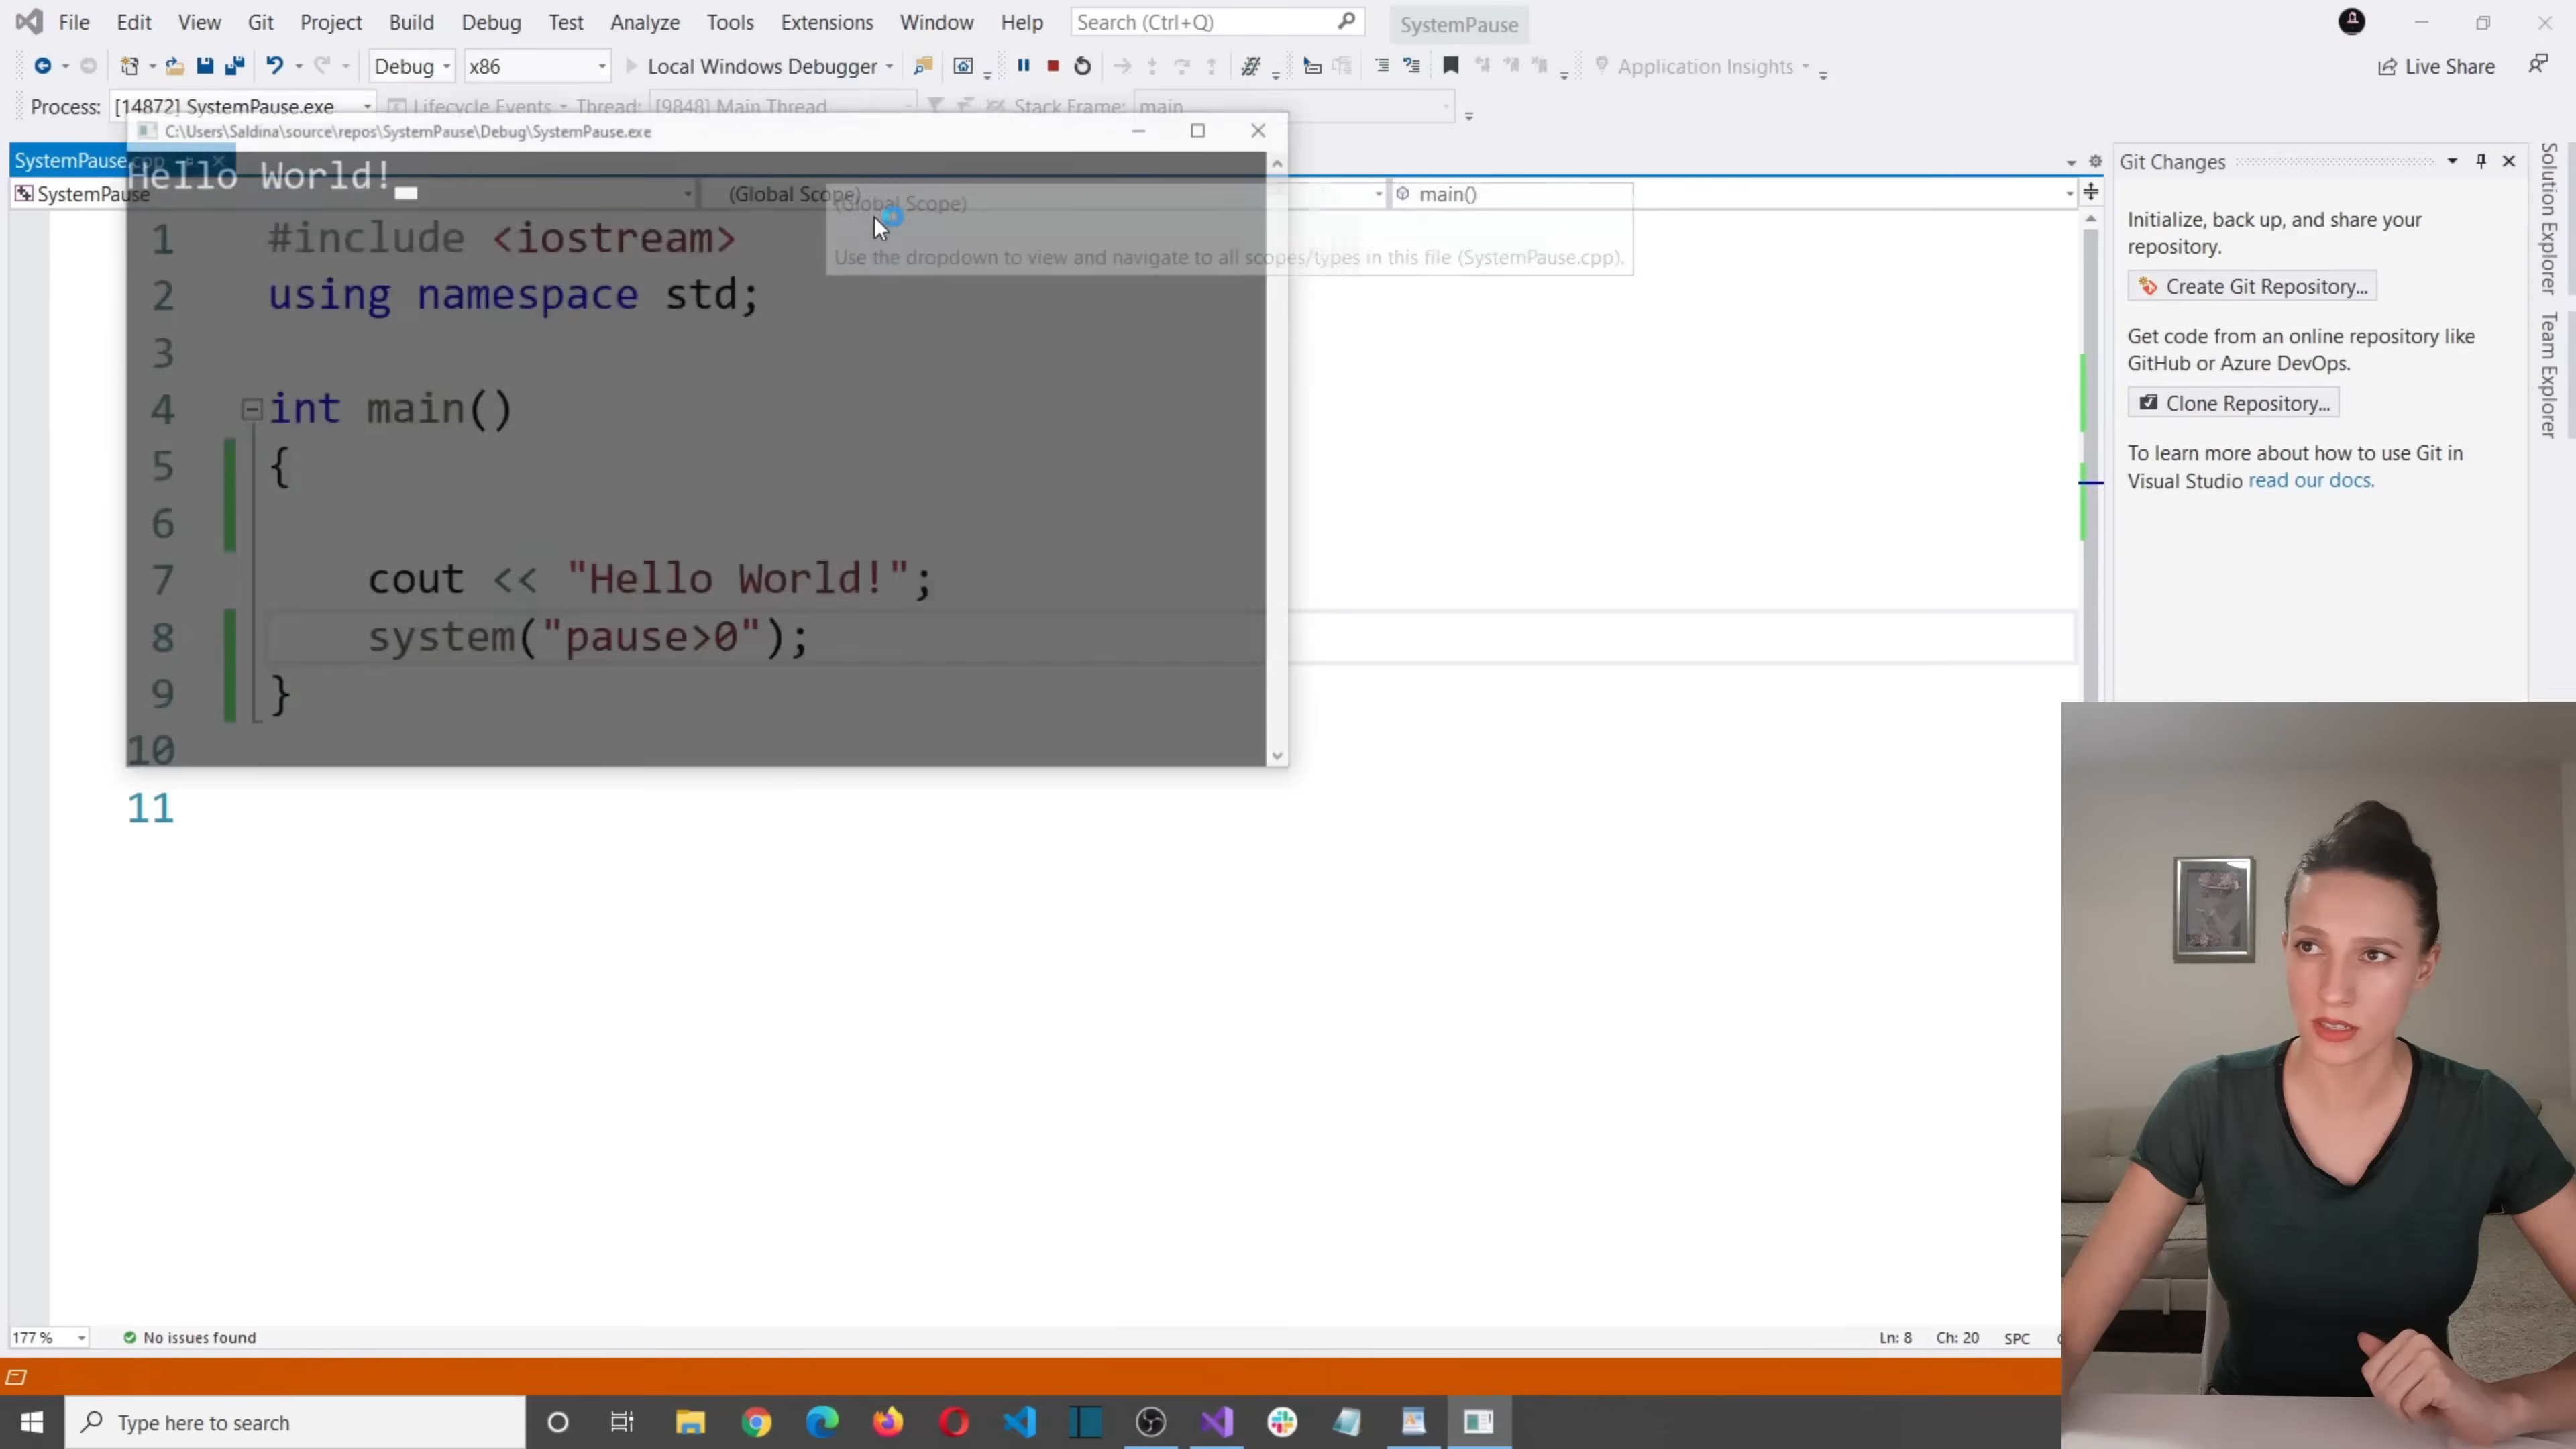 File Edit View Git Project Build Debug Test Analyze Tools Extensions Window Help Search (Ctrl+Q) SystemPause
Debug x86 Local Windows Debugger Application Insights Live Share
Process: [14872] SystemPause.exe Lifecycle Events Thread: [9848] Main Thread Stack Frame: main
C:\Users\Saldina\source\repos\SystemPause\Debug\SystemPause.exe
SystemPause.cpp
Hello World!
SystemPause (Global Scope) main()
(Global Scope)
Use the dropdown to view and navigate to all scopes/types in this file (SystemPause.cpp).
1 #include <iostream>
2 using namespace std;
3
4 int main()
5 {
6
7 cout << "Hello World!";
8 system("pause>0");
9 }
10
11
Git Changes
Initialize, back up, and share your
repository.
Create Git Repository...
Get code from an online repository like
GitHub or Azure DevOps.
Clone Repository...
To learn more about how to use Git in
Visual Studio read our docs.
Solution Explorer
Team Explorer
177 % No issues found Ln: 8 Ch: 20 SPC
Type here to search